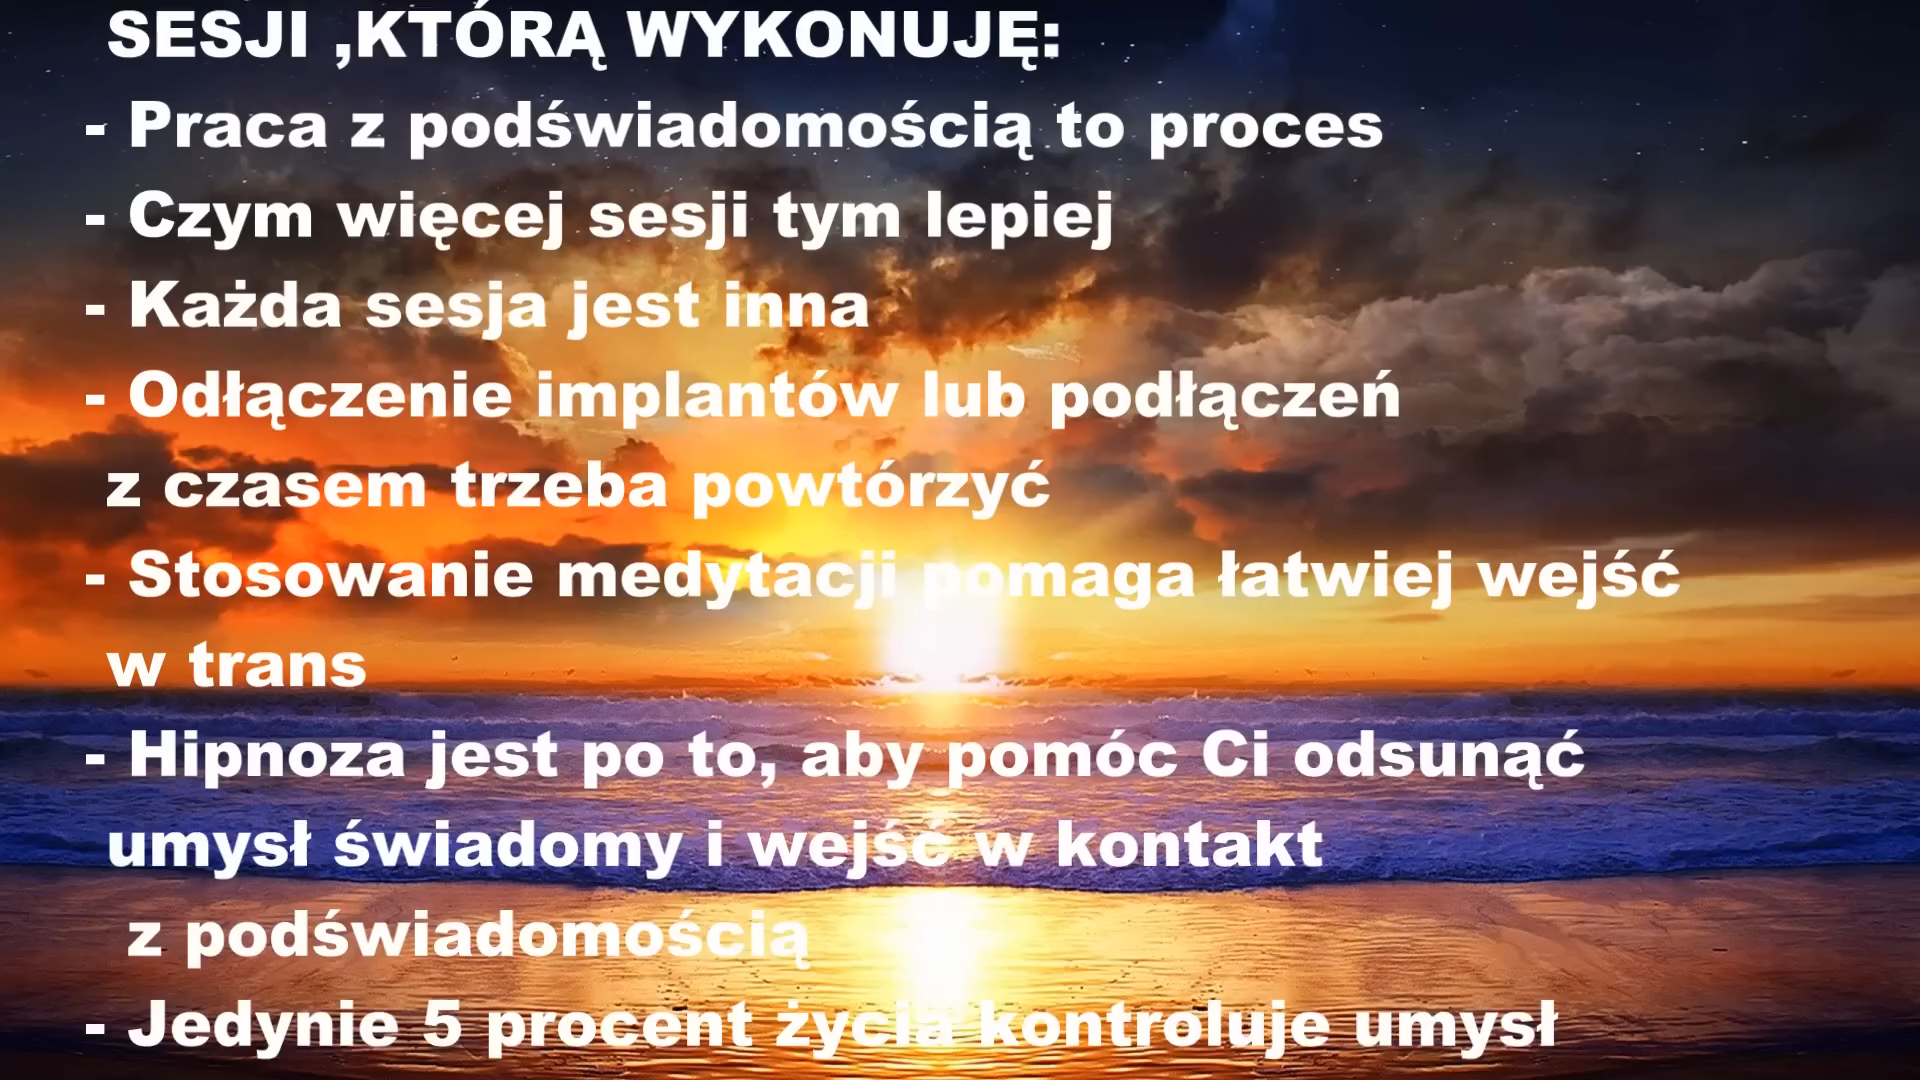 SESJI ,KTÓRĄ WYKONUJĘ:
- Praca z podświadomością to proces
- Czym więcej sesji tym lepiej
- Każda sesja jest inna
- Odłączenie implantów lub podłączeń
z czasem trzeba powtórzyć
- Stosowanie medytacji pomaga łatwiej wejść
w trans
- Hipnoza jest po to, aby pomóc Ci odsunąć
umysł świadomy i wejść w kontakt
z podświadomością
- Jedynie 5 procent życia kontroluje umysł